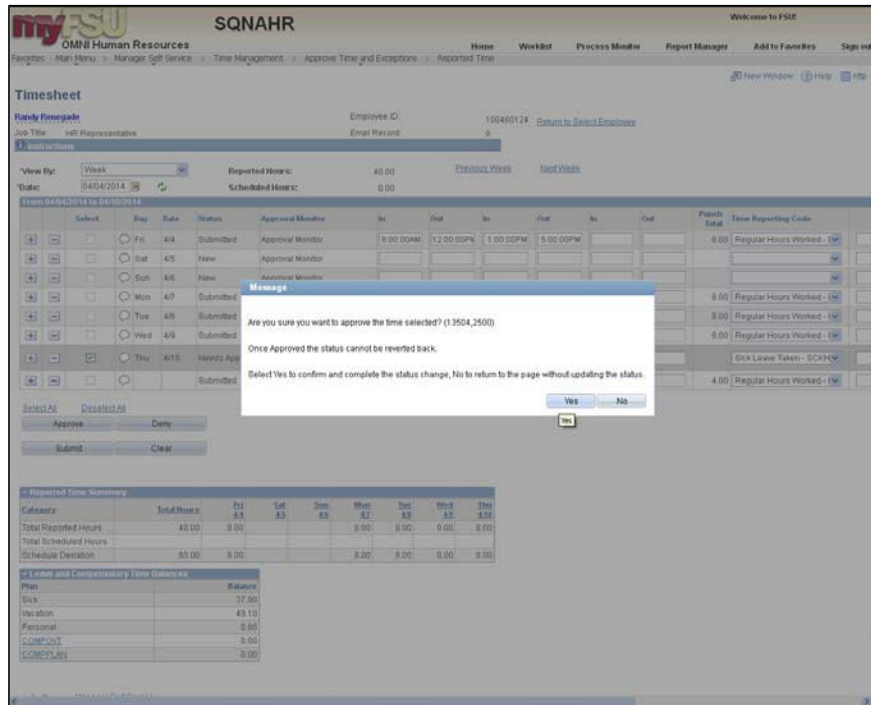 myFSU SQNAHR Welcome to FSU!
OMNI Human Resources Home Worklist Process Monitor Report Manager Add to Favorites Sign out
Favorites Main Menu > Manager Self Service > Time Management > Approve Time and Exceptions > Reported Time
New Window Help http
Timesheet
Randy Renegade Employee ID: 100460124 Return to Select Employee
Job Title: HR Representative Empl Record: 0
Instructions
*View By: Week Reported Hours: 40.00 Previous Week Next Week
*Date: 04/04/2014 Scheduled Hours: 0.00
From 04/04/2014 to 04/10/2014
Select Day Date Status Approval Monitor In Out In Out In Out Punch Total Time Reporting Code
Fri 4/4 Submitted Approval Monitor 8:00:00AM 12:00:00PM 1:00:00PM 5:00:00PM 8.00 Regular Hours Worked -
Sat 4/5 New Approval Monitor
Sun 4/6 New Approval Monitor
Mon 4/7 Submitted 8.00 Regular Hours Worked -
Tue 4/8 Submitted 8.00 Regular Hours Worked -
Wed 4/9 Submitted 8.00 Regular Hours Worked -
Thu 4/10 Needs App Sick Leave Taken -
Submitted 4.00 Regular Hours Worked -
Message
Are you sure you want to approve the time selected? (13504,2500)
Once Approved the status cannot be reverted back.
Select Yes to confirm and complete the status change, No to return to the page without updating the status.
Yes No
Yes
Select All Deselect All
Approve Deny
Submit Clear
Reported Time Summary
Category Total Hours Fri 4/4 Sat 4/5 Sun 4/6 Mon 4/7 Tue 4/8 Wed 4/9 Thu 4/10
Total Reported Hours 40.00 8.00 8.00 8.00 8.00 8.00
Total Scheduled Hours
Schedule Deviation 8.00 8.00 8.00 8.00 8.00
Leave and Compensatory Time Balances
Plan Balance
Sick 37.00
Vacation 49.10
Personal 0.00
COMPOVT 0.00
COMPPLAN 0.00